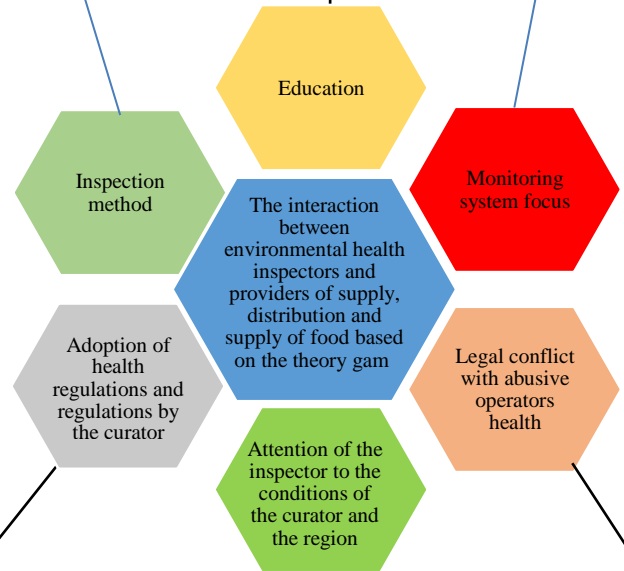 Education
Inspection
method
Monitoring
system focus
The interaction
between
environmental health
inspectors and
providers of supply,
distribution and
supply of food based
on the theory gam
Adoption of
health
regulations and
regulations by
the curator
Legal conflict
with abusive
operators
health
Attention of the
inspector to the
conditions of
the curator and
the region